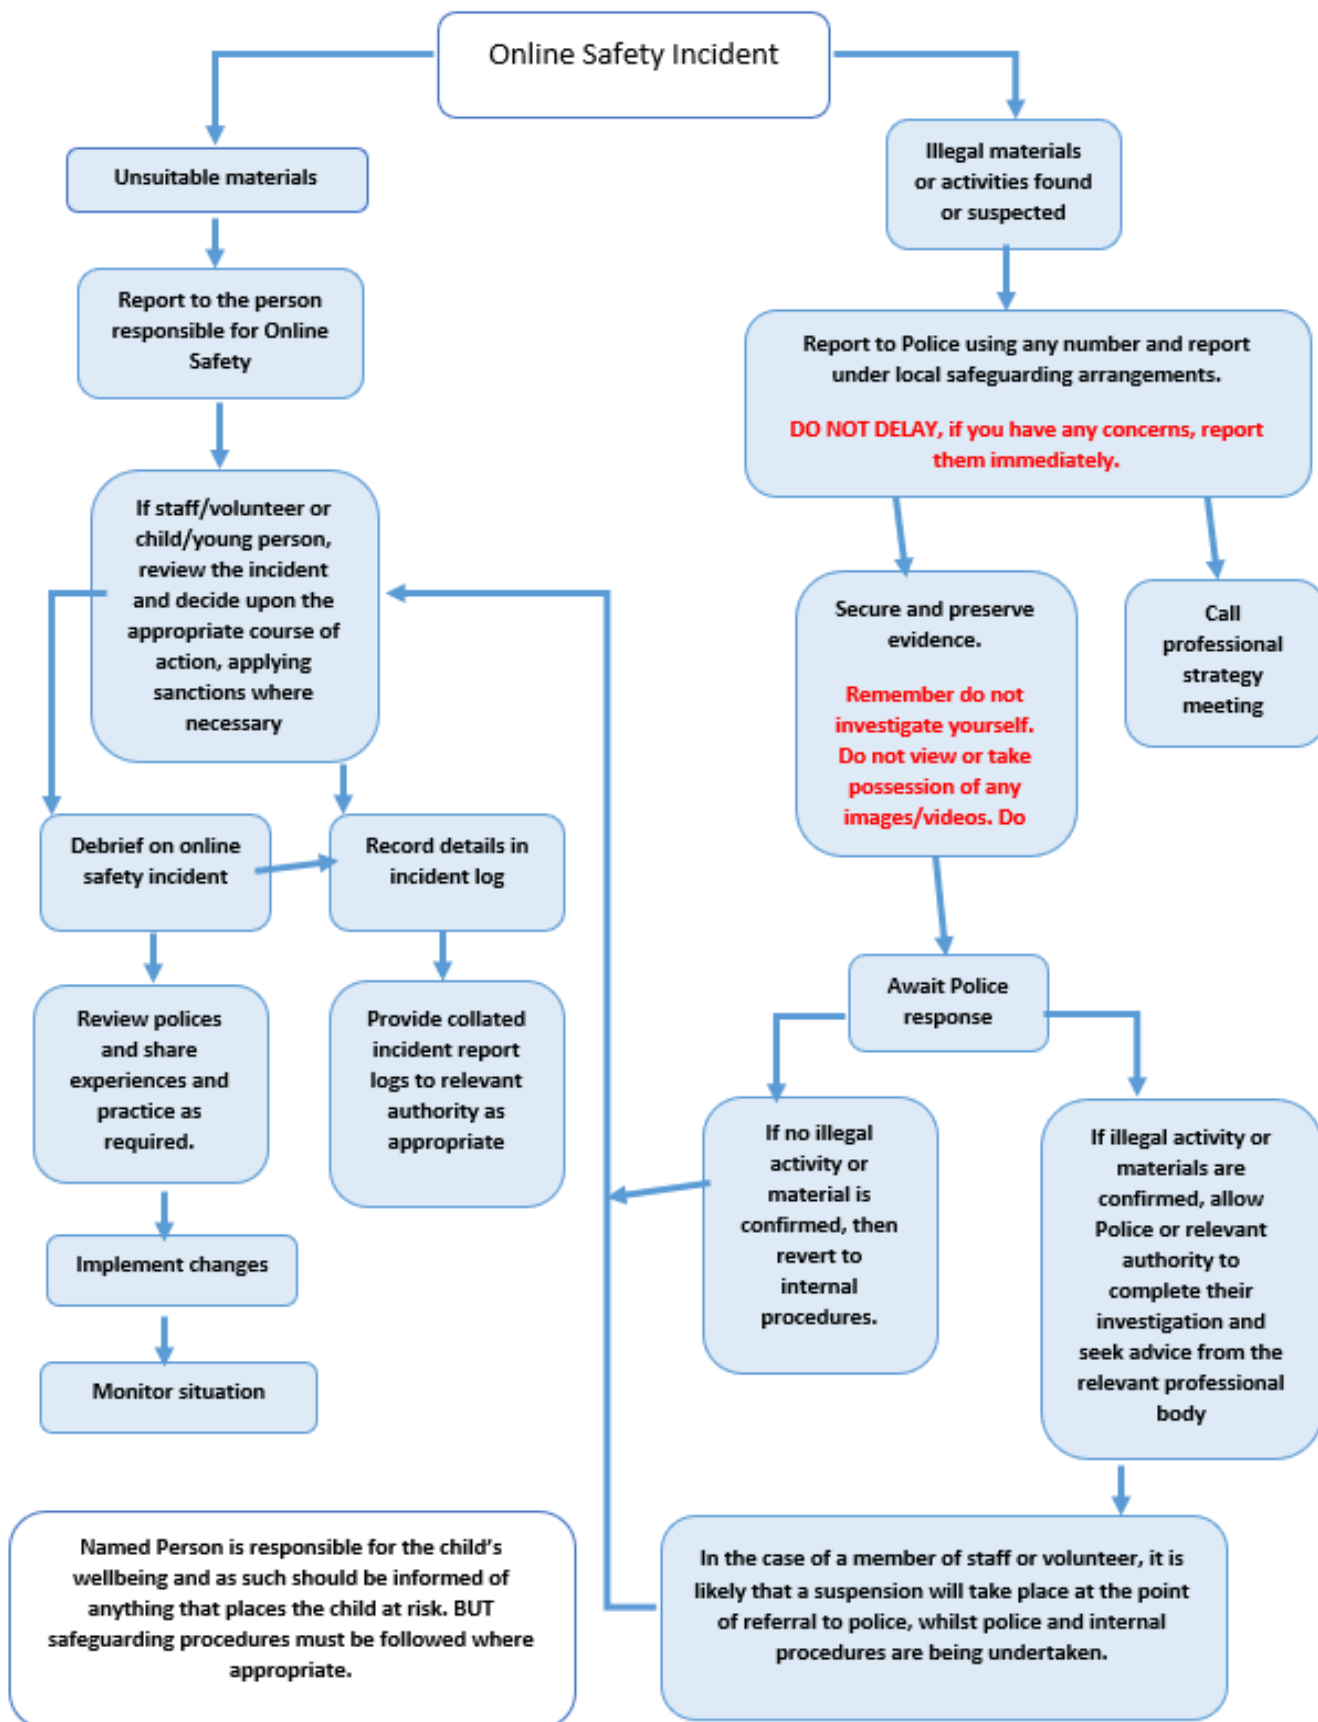 Online Safety Incident
Unsuitable materials
Illegal materials
or activities found
or suspected
Report to the person
responsible for Online
Safety
Report to Police using any number and report
under local safeguarding arrangements.
DO NOT DELAY, if you have any concerns, report
them immediately.
If staff/volunteer or
child/young person,
review the incident
and decide upon the
appropriate course of
action, applying
sanctions where
necessary
Secure and preserve
evidence.
Remember do not
investigate yourself.
Do not view or take
possession of any
images/videos. Do
Call
professional
strategy
meeting
Debrief on online
safety incident
Record details in
incident log
Review polices
and share
experiences and
practice as
required.
Provide collated
incident report
logs to relevant
authority as
appropriate
Await Police
response
If no illegal
activity or
material is
confirmed, then
revert to
internal
procedures.
If illegal activity or
materials are
confirmed, allow
Police or relevant
authority to
complete their
investigation and
seek advice from the
relevant professional
body
Implement changes
Monitor situation
Named Person is responsible for the child's
wellbeing and as such should be informed of
anything that places the child at risk. BUT
safeguarding procedures must be followed where
appropriate.
In the case of a member of staff or volunteer, it is
likely that a suspension will take place at the point
of referral to police, whilst police and internal
procedures are being undertaken.